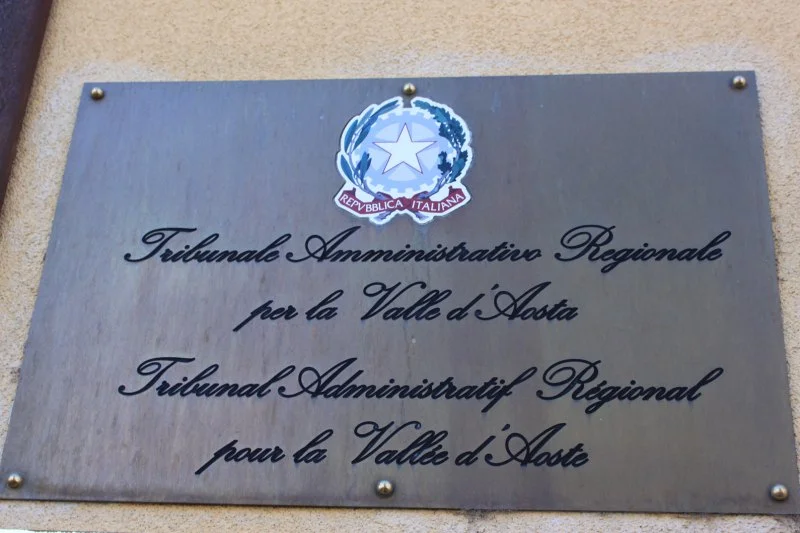 REPVBBLICA ITALIANA
Tribunale Amministrativo Regionale
per la Valle d'Aosta
Tribunal Administratif Régional
pour la Vallée d'Aoste